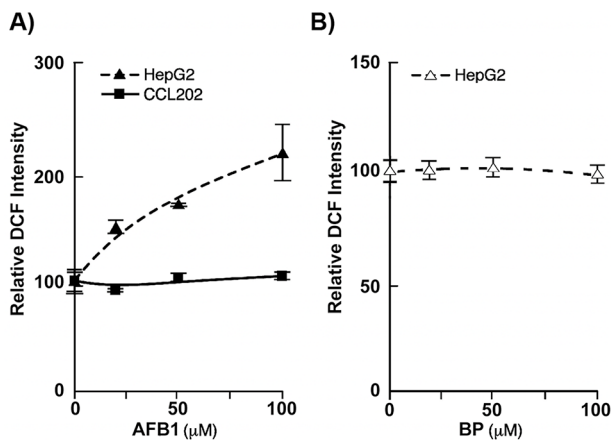 A)
300
200
100
0
Relative DCF Intensity
HepG2
CCL202
0
50
100
AFB1 (μM)
B)
150
100
50
0
Relative DCF Intensity
HepG2
0
50
100
BP (μM)